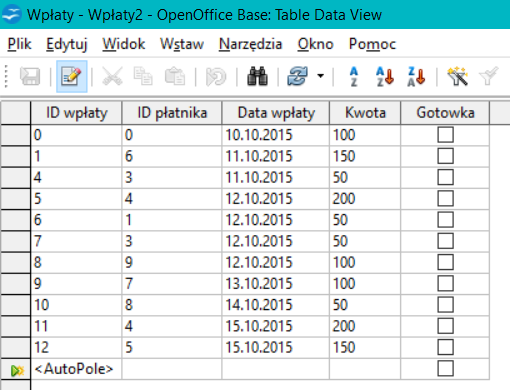 Wpłaty - Wpłaty2 - OpenOffice Base: Table Data View
Plik Edytuj Widok Wstaw Narzędzia Okno Pomoc
ID wpłaty ID płatnika Data wpłaty Kwota Gotowka
0 0 10.10.2015 100
1 6 11.10.2015 150
4 3 11.10.2015 50
5 4 12.10.2015 200
6 1 12.10.2015 50
7 3 12.10.2015 50
8 9 12.10.2015 100
9 7 13.10.2015 100
10 8 14.10.2015 50
11 4 15.10.2015 200
12 5 15.10.2015 150
<AutoPole>